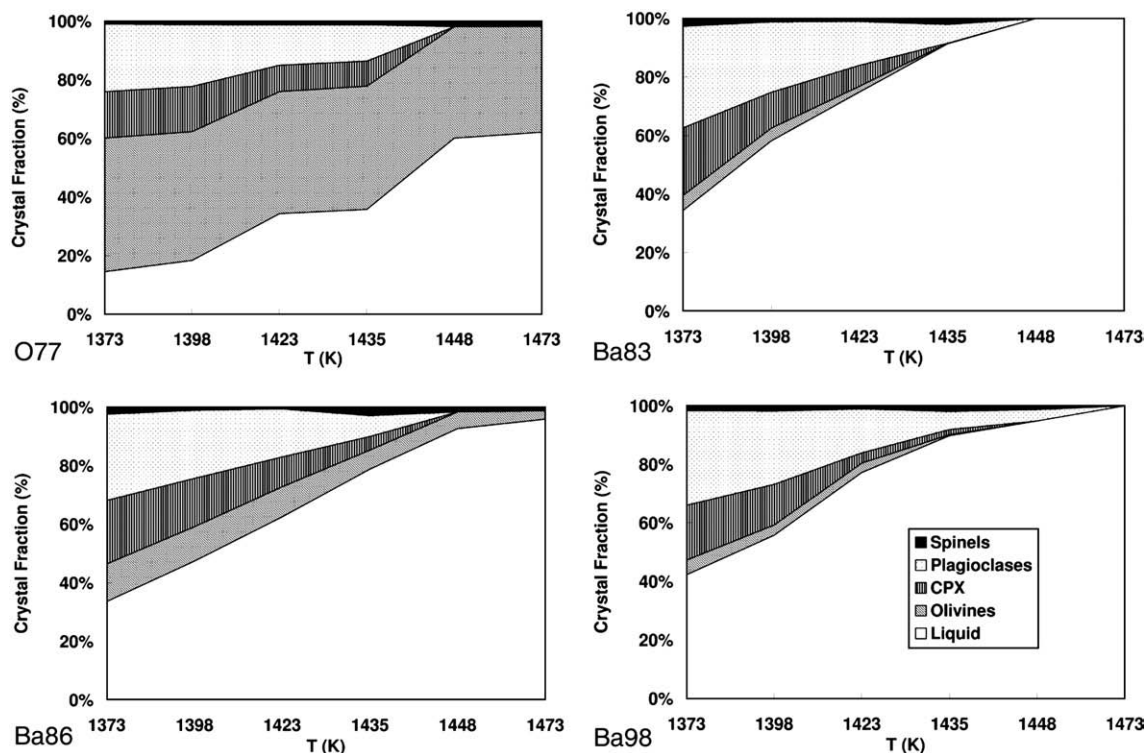 100%
80%
60%
40%
20%
0%
Crystal Fraction (%)
1373 1398 1423 1435 1448 1473
T (K)
O77
100%
80%
60%
40%
20%
0%
Crystal Fraction (%)
1373 1398 1423 1435 1448 1473
T (K)
Ba83
100%
80%
60%
40%
20%
0%
Crystal Fraction (%)
1373 1398 1423 1435 1448 1473
T (K)
Ba86
100%
80%
60%
40%
20%
0%
Crystal Fraction (%)
Spinels
Plagioclases
CPX
Olivines
Liquid
1373 1398 1423 1435 1448 1473
T (K)
Ba98